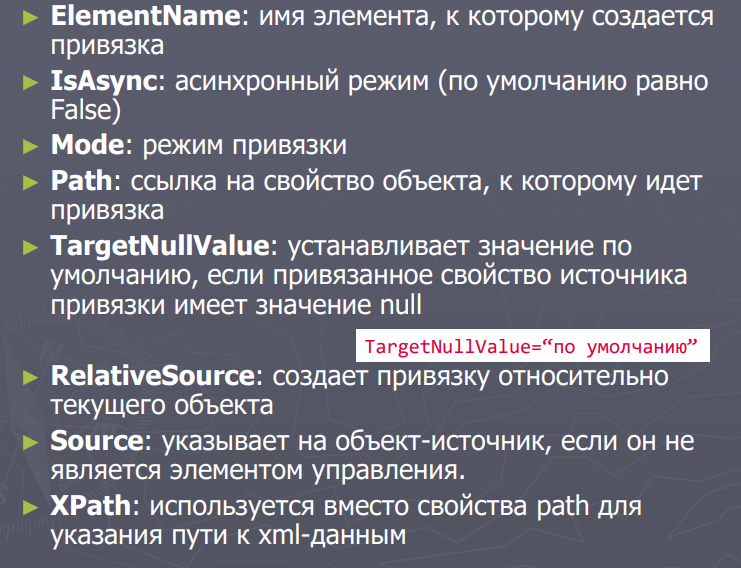 ► ElementName: имя элемента, к которому создается
привязка
► IsAsync: асинхронный режим (по умолчанию равно
False)
► Mode: режим привязки
► Path: ссылка на свойство объекта, к которому идет
привязка
► TargetNullValue: устанавливает значение по
умолчанию, если привязанное свойство источника
привязки имеет значение null
TargetNullValue=“по умолчанию”
► RelativeSource: создает привязку относительно
текущего объекта
► Source: указывает на объект-источник, если он не
является элементом управления.
► XPath: используется вместо свойства path для
указания пути к xml-данным